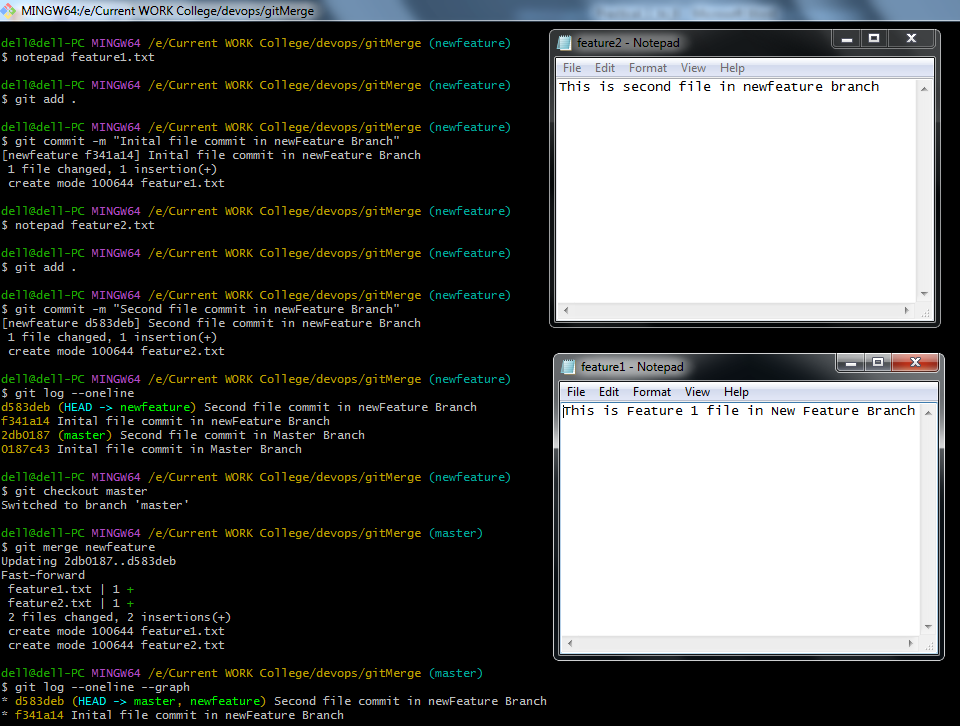 MINGW64:/e/Current WORK College/devops/gitMerge
dell@dell-PC MINGW64 /e/Current WORK College/devops/gitMerge (newfeature)
$ notepad feature1.txt
dell@dell-PC MINGW64 /e/Current WORK College/devops/gitMerge (newfeature)
$ git add .
dell@dell-PC MINGW64 /e/Current WORK College/devops/gitMerge (newfeature)
$ git commit -m "Inital file commit in newFeature Branch"
[newfeature f341a14] Inital file commit in newFeature Branch
 1 file changed, 1 insertion(+)
 create mode 100644 feature1.txt
dell@dell-PC MINGW64 /e/Current WORK College/devops/gitMerge (newfeature)
$ notepad feature2.txt
dell@dell-PC MINGW64 /e/Current WORK College/devops/gitMerge (newfeature)
$ git add .
dell@dell-PC MINGW64 /e/Current WORK College/devops/gitMerge (newfeature)
$ git commit -m "Second file commit in newFeature Branch"
[newfeature d583deb] Second file commit in newFeature Branch
 1 file changed, 1 insertion(+)
 create mode 100644 feature2.txt
dell@dell-PC MINGW64 /e/Current WORK College/devops/gitMerge (newfeature)
$ git log --oneline
d583deb (HEAD -> newfeature) Second file commit in newFeature Branch
f341a14 Inital file commit in newFeature Branch
2db0187 (master) Second file commit in Master Branch
0187c43 Inital file commit in Master Branch
dell@dell-PC MINGW64 /e/Current WORK College/devops/gitMerge (newfeature)
$ git checkout master
Switched to branch 'master'
dell@dell-PC MINGW64 /e/Current WORK College/devops/gitMerge (master)
$ git merge newfeature
Updating 2db0187..d583deb
Fast-forward
 feature1.txt | 1 +
 feature2.txt | 1 +
 2 files changed, 2 insertions(+)
 create mode 100644 feature1.txt
 create mode 100644 feature2.txt
dell@dell-PC MINGW64 /e/Current WORK College/devops/gitMerge (master)
$ git log --oneline --graph
* d583deb (HEAD -> master, newfeature) Second file commit in newFeature Branch
* f341a14 Inital file commit in newFeature Branch
feature2 - Notepad
File Edit Format View Help
This is second file in newfeature branch
feature1 - Notepad
File Edit Format View Help
This is Feature 1 file in New Feature Branch